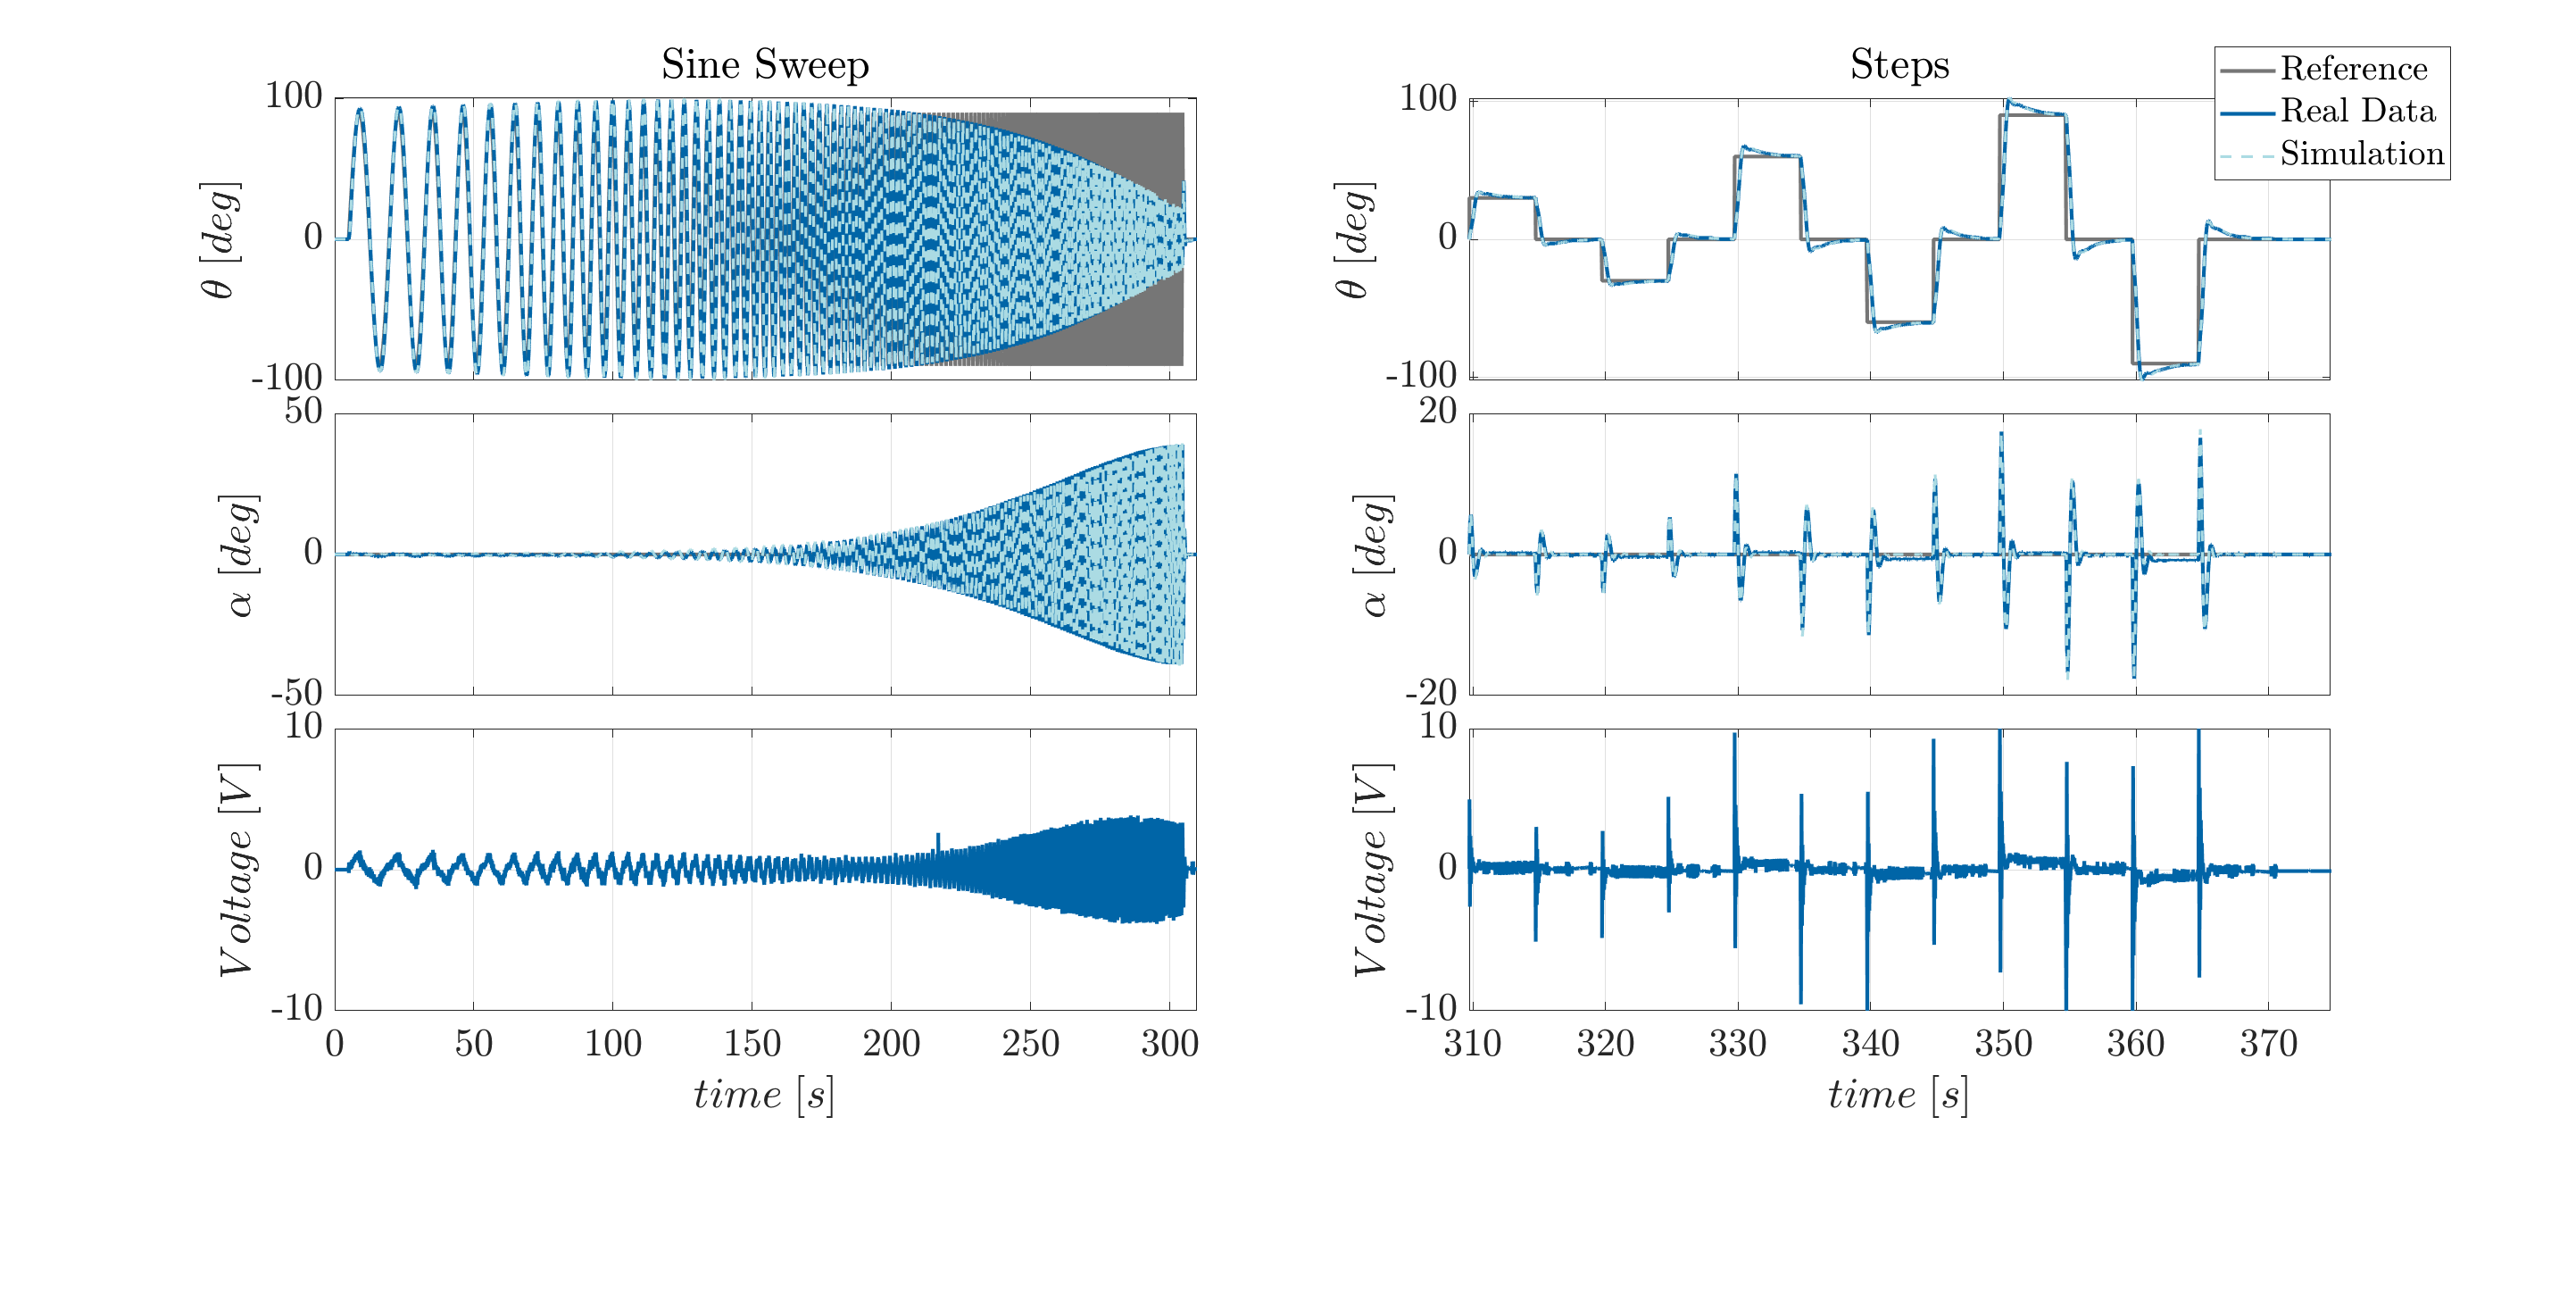 Sine Sweep
100
0
-100
θ [deg]
50
0
-50
α [deg]
10
0
-10
Voltage [V]
0 50 100 150 200 250 300
time [s]
Steps
Reference
Real Data
Simulation
100
0
-100
θ [deg]
20
0
-20
α [deg]
10
0
-10
Voltage [V]
310 320 330 340 350 360 370
time [s]